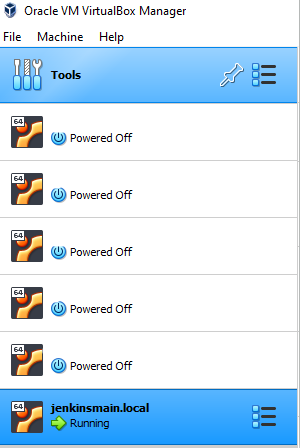 Oracle VM VirtualBox Manager
File Machine Help
Tools
64
Powered Off
64
Powered Off
64
Powered Off
64
Powered Off
64
Powered Off
64
jenkinsmain.local
Running